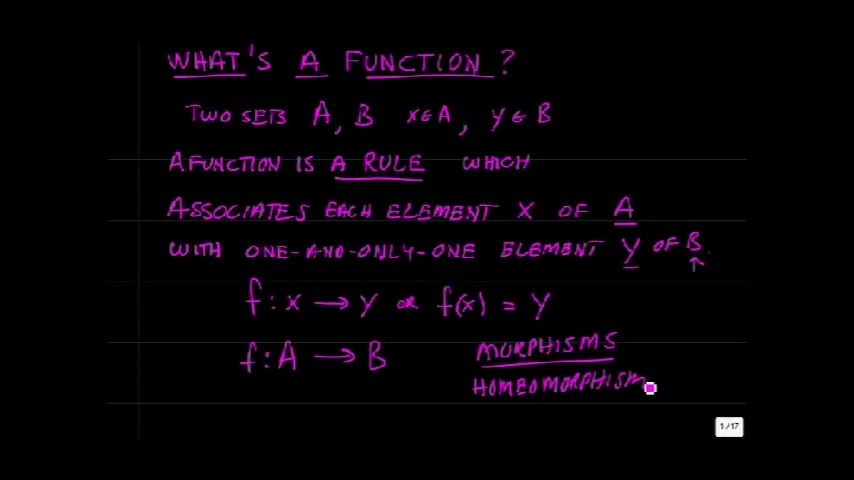 WHAT'S A FUNCTION?
TWO SETS A, B x ∈ A, Y ∈ B
A FUNCTION IS A RULE WHICH
ASSOCIATES EACH ELEMENT X OF A
WITH ONE-AND-ONLY-ONE ELEMENT Y OF B
f : x → Y or f(x) = Y
f : A → B
MORPHISMS
HOMEOMORPHISM
1/17